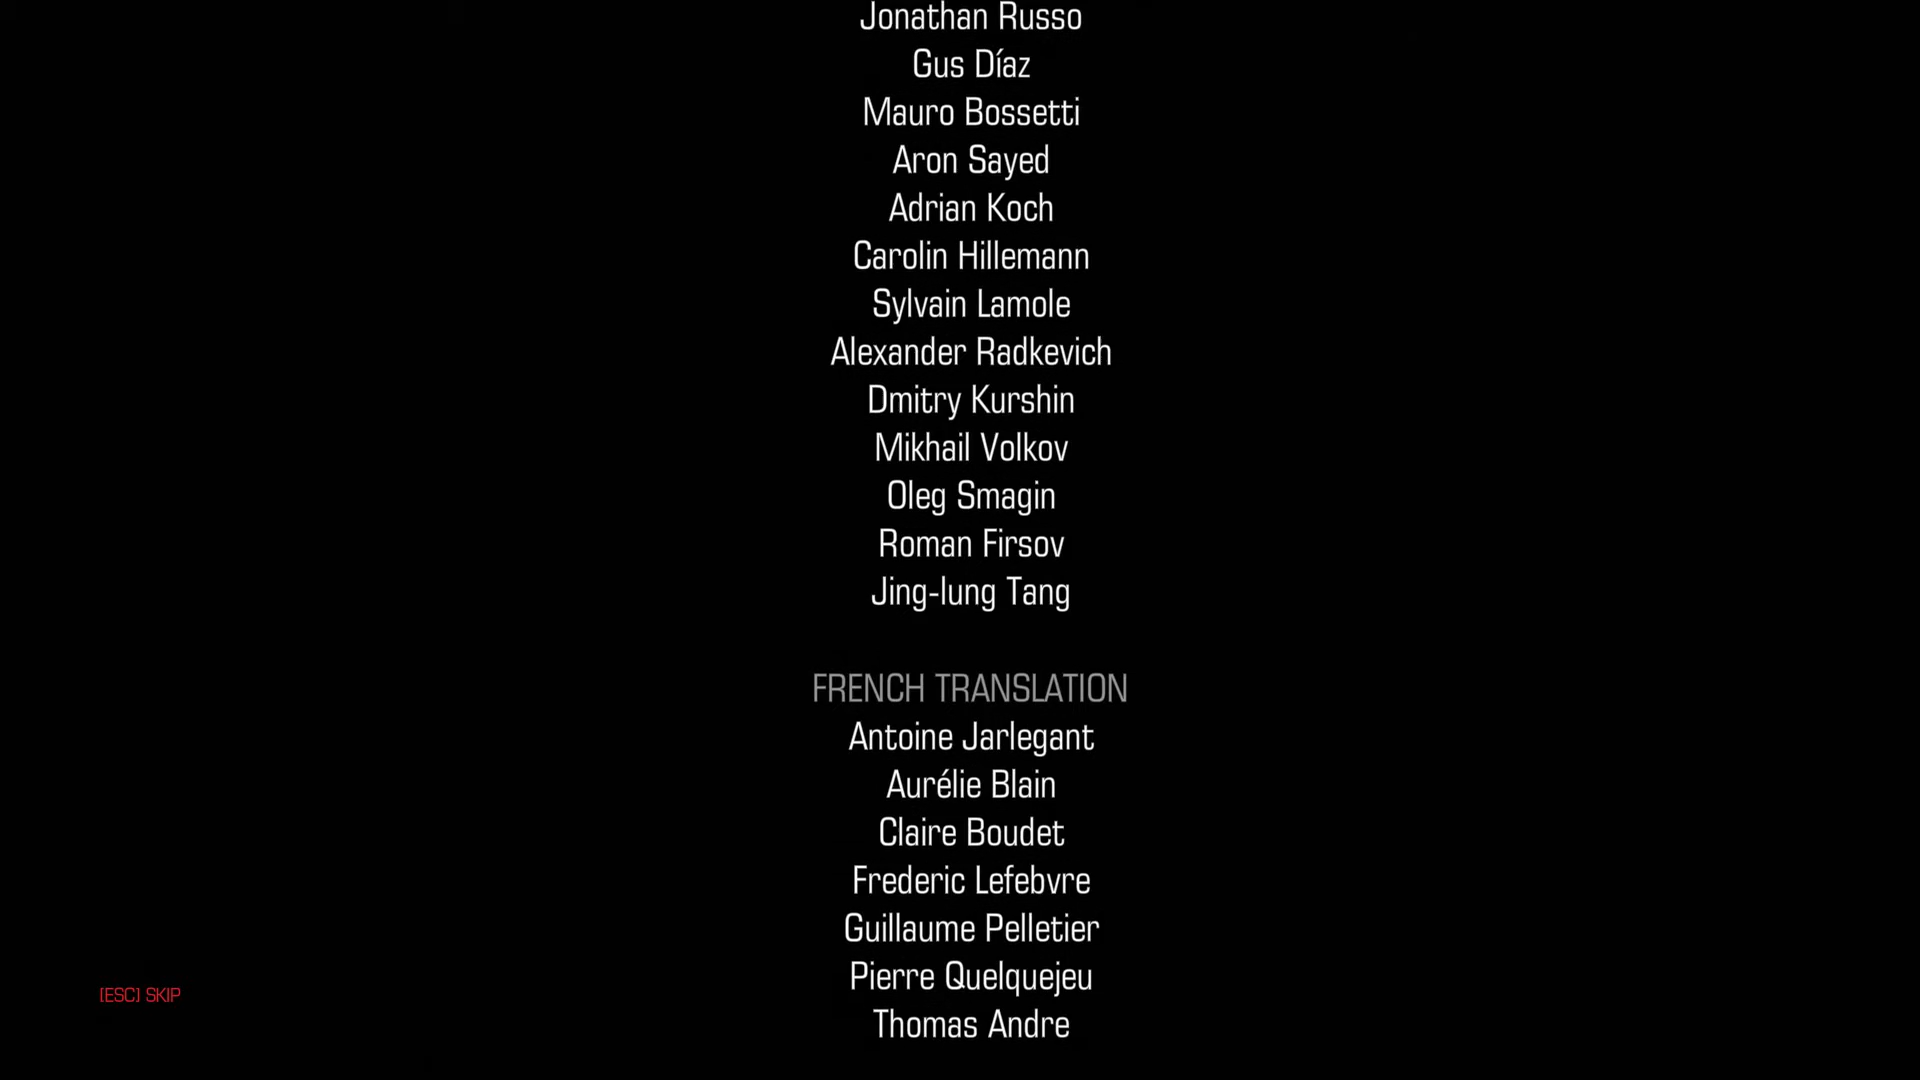 Jonathan Russo
Gus Díaz
Mauro Bossetti
Aron Sayed
Adrian Koch
Carolin Hillemann
Sylvain Lamole
Alexander Radkevich
Dmitry Kurshin
Mikhail Volkov
Oleg Smagin
Roman Firsov
Jing-lung Tang
FRENCH TRANSLATION
Antoine Jarlegant
Aurélie Blain
Claire Boudet
Frederic Lefebvre
Guillaume Pelletier
Pierre Quelquejeu
Thomas Andre
[ESC] SKIP